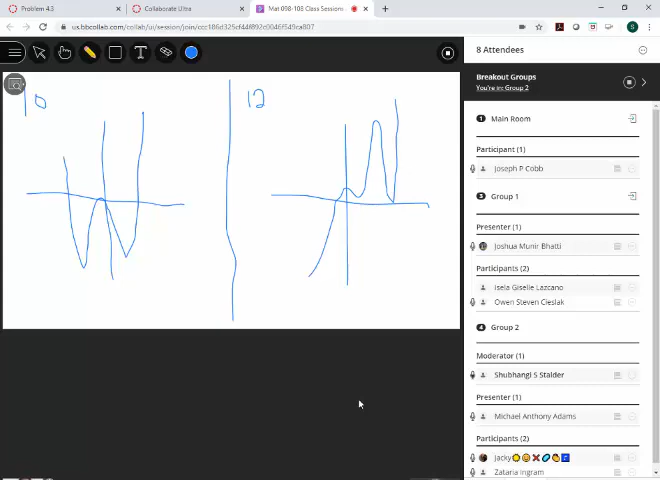 Problem 4.3
Collaborate Ultra
Mat 098-108 Class Sessions
us.bbcollab.com/collab/ui/session/join/ccc186d325cf44f892c0046f549ca807
S
8 Attendees
Breakout Groups
You're in: Group 2
10
12
1 Main Room
Participant (1)
Joseph P Cobb
3 Group 1
Presenter (1)
Joshua Munir Bhatti
Participants (2)
Isela Giselle Lazcano
Owen Steven Cieslak
4 Group 2
Moderator (1)
Shubhangi S Stalder
Presenter (1)
Michael Anthony Adams
Participants (2)
Jacky
Zataria Ingram